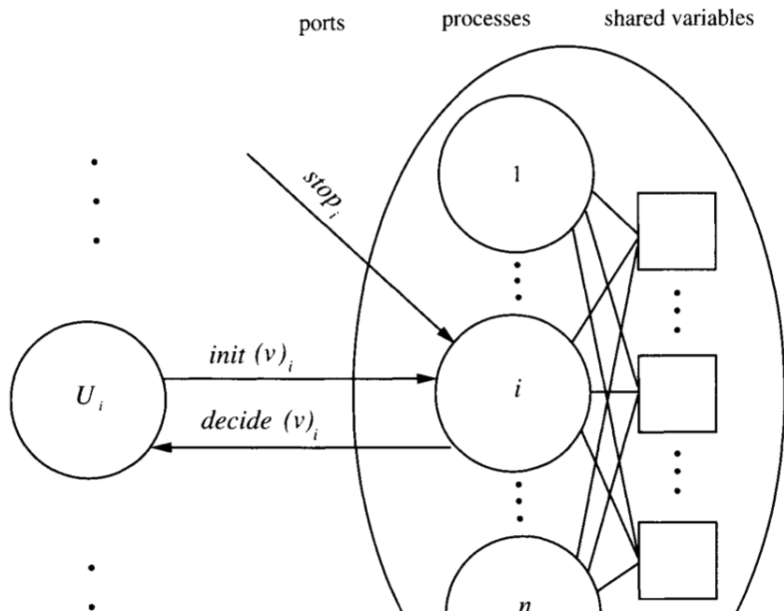 ports processes shared variables
1
stop_i
init (v)_i
U_i
i
decide (v)_i
n